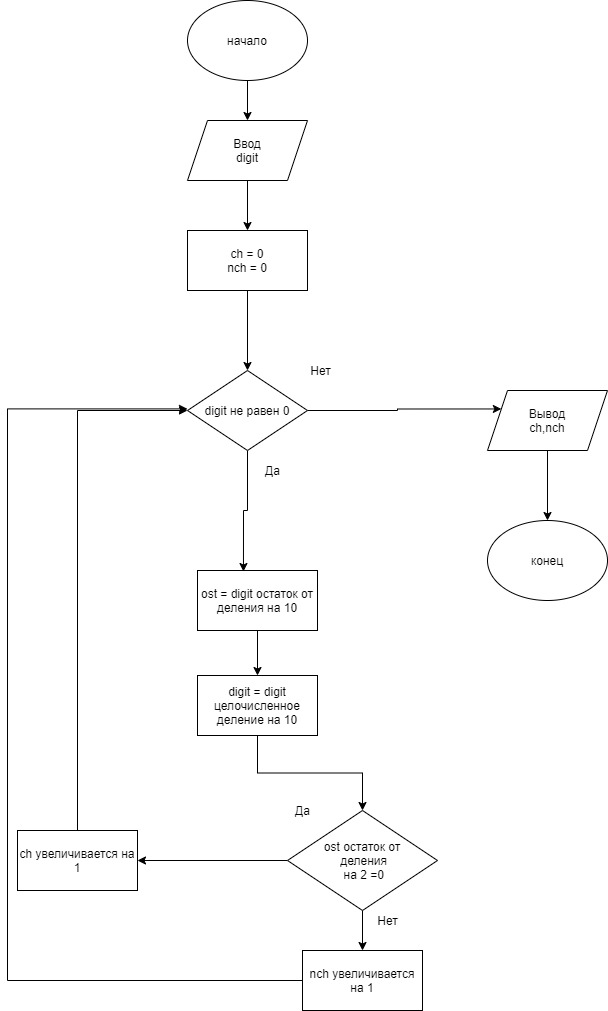 начало
Ввод
digit
ch = 0
nch = 0
Нет
digit не равен 0
Вывод
ch,nch
Да
конец
ost = digit остаток от
деления на 10
digit = digit
целочисленное
деление на 10
Да
ost остаток от
деления
на 2 =0
ch увеличивается на
1
Нет
nch увеличивается
на 1